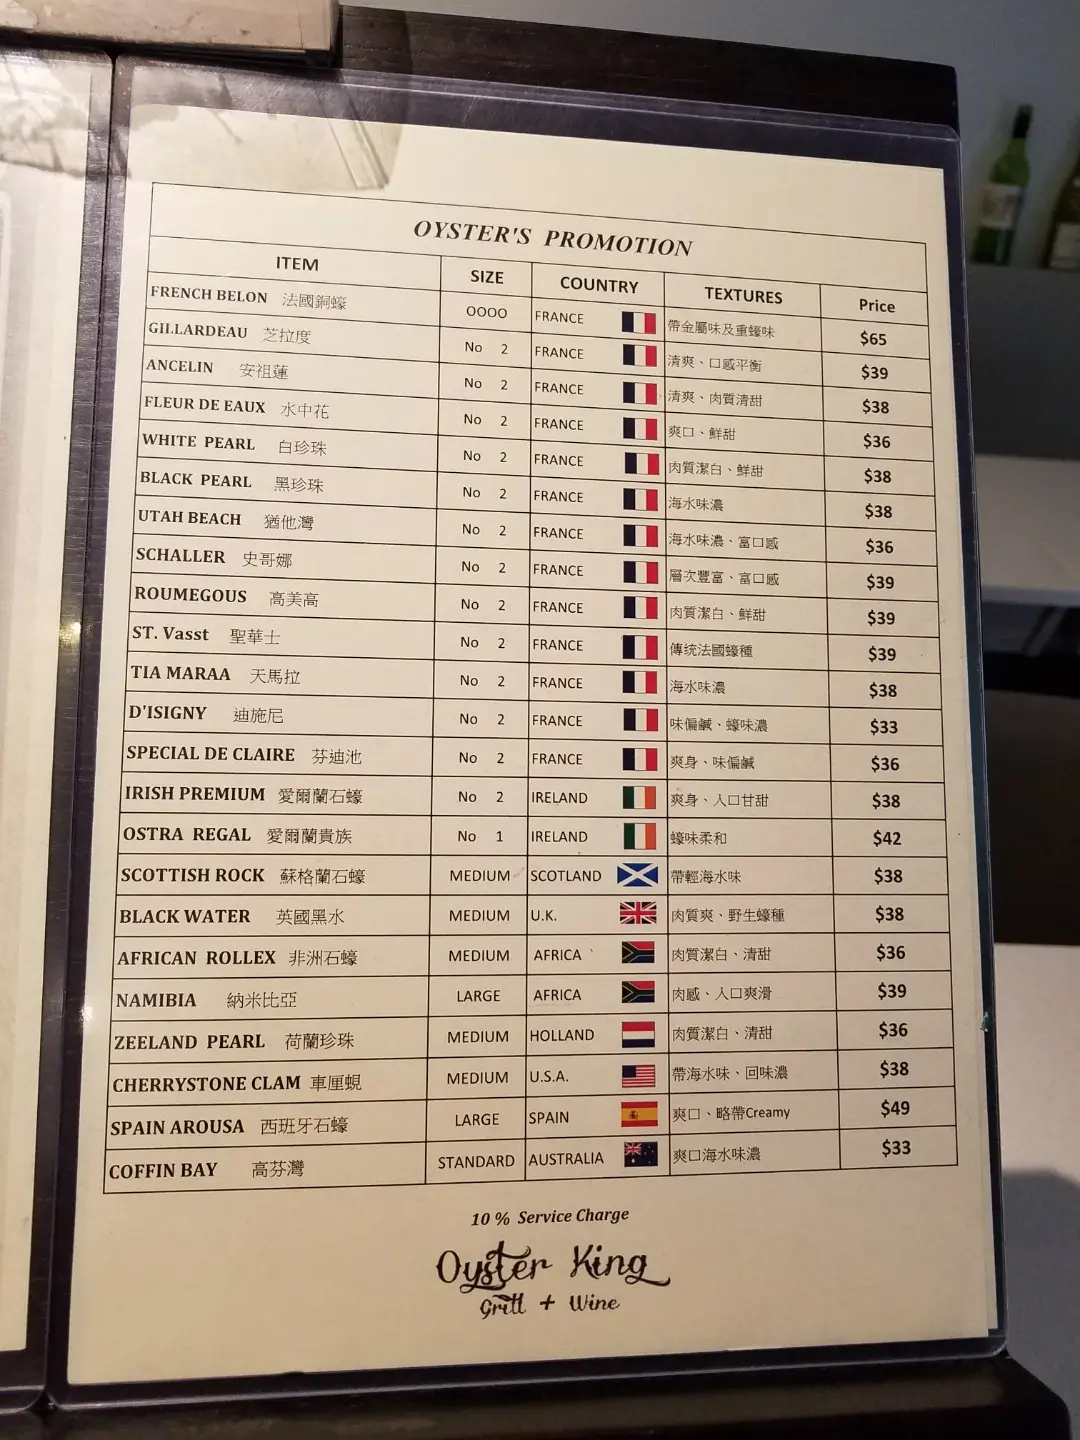 OYSTER'S PROMOTION
ITEM SIZE COUNTRY TEXTURES Price
FRENCH BELON 法國銅蠔 OOOO FRANCE 帶金屬味及重蠔味 $65
GILLARDEAU 芝拉度 No 2 FRANCE 清爽、口感平衡 $39
ANCELIN 安祖蓮 No 2 FRANCE 清爽、肉質清甜 $38
FLEUR DE EAUX 水中花 No 2 FRANCE 爽口、鮮甜 $36
WHITE PEARL 白珍珠 No 2 FRANCE 肉質潔白、鮮甜 $38
BLACK PEARL 黑珍珠 No 2 FRANCE 海水味濃 $38
UTAH BEACH 猶他灣 No 2 FRANCE 海水味濃、富口感 $36
SCHALLER 史哥娜 No 2 FRANCE 層次豐富、富口感 $39
ROUMEGOUS 高美高 No 2 FRANCE 肉質潔白、鮮甜 $39
ST. Vasst 聖華士 No 2 FRANCE 傳統法國蠔種 $39
TIA MARAA 天馬拉 No 2 FRANCE 海水味濃 $38
D'ISIGNY 迪施尼 No 2 FRANCE 味偏鹹、蠔味濃 $33
SPECIAL DE CLAIRE 芬迪池 No 2 FRANCE 爽身、味偏鹹 $36
IRISH PREMIUM 愛爾蘭石蠔 No 2 IRELAND 爽身、入口甘甜 $38
OSTRA REGAL 愛爾蘭貴族 No 1 IRELAND 蠔味柔和 $42
SCOTTISH ROCK 蘇格蘭石蠔 MEDIUM SCOTLAND 帶輕海水味 $38
BLACK WATER 英國黑水 MEDIUM U.K. 肉質爽、野生蠔種 $38
AFRICAN ROLLEX 非洲石蠔 MEDIUM AFRICA 肉質潔白、清甜 $36
NAMIBIA 納米比亞 LARGE AFRICA 肉感、入口爽滑 $39
ZEELAND PEARL 荷蘭珍珠 MEDIUM HOLLAND 肉質潔白、清甜 $36
CHERRYSTONE CLAM 車厘蜆 MEDIUM U.S.A. 帶海水味、回味濃 $38
SPAIN AROUSA 西班牙石蠔 LARGE SPAIN 爽口、略帶Creamy $49
COFFIN BAY 高芬灣 STANDARD AUSTRALIA 爽口海水味濃 $33
10 % Service Charge
Oyster King
Grill + Wine